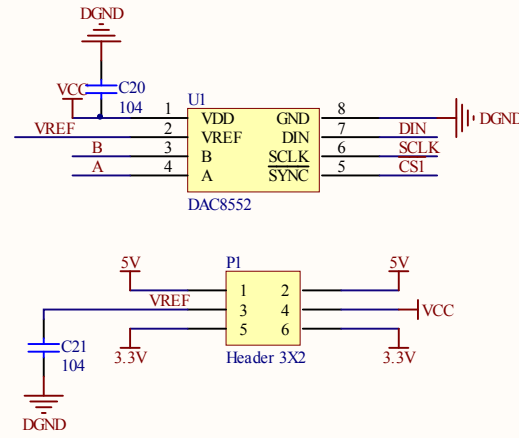 DGND
VCC
C20
104
U1
1 VDD GND 8 DGND
VREF 2 VREF DIN 7 DIN
B 3 B SCLK 6 SCLK
A 4 A SYNC 5 CS1
DAC8552
5V P1 5V
1 2
VREF 3 4 VCC
5 6
C21
104
3.3V Header 3X2 3.3V
DGND